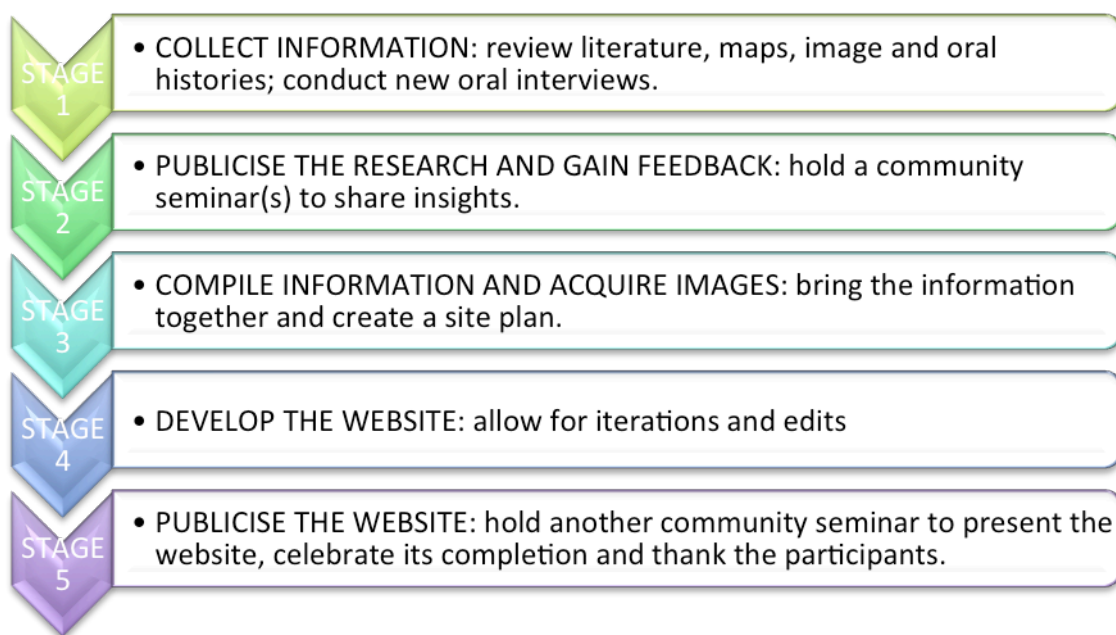 STAGE
1
• COLLECT INFORMATION: review literature, maps, image and oral
histories; conduct new oral interviews.
STAGE
2
• PUBLICISE THE RESEARCH AND GAIN FEEDBACK: hold a community
seminar(s) to share insights.
STAGE
3
• COMPILE INFORMATION AND ACQUIRE IMAGES: bring the information
together and create a site plan.
STAGE
4
• DEVELOP THE WEBSITE: allow for iterations and edits
STAGE
5
• PUBLICISE THE WEBSITE: hold another community seminar to present the
website, celebrate its completion and thank the participants.